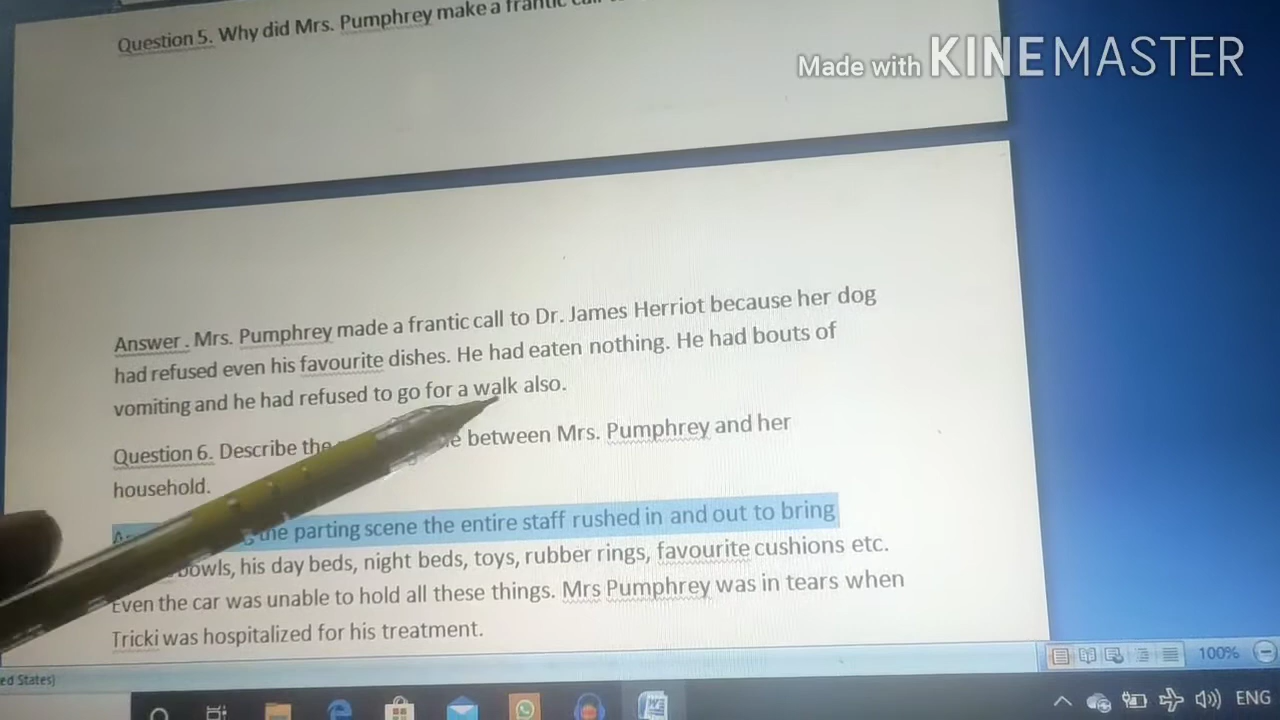 Question 5. Why did Mrs. Pumphrey make a frantic
Made with KINEMASTER
Answer . Mrs. Pumphrey made a frantic call to Dr. James Herriot because her dog
had refused even his favourite dishes. He had eaten nothing. He had bouts of
vomiting and he had refused to go for a walk also.
Question 6. Describe the between Mrs. Pumphrey and her
household.
the parting scene the entire staff rushed in and out to bring
bowls, his day beds, night beds, toys, rubber rings, favourite cushions etc.
Even the car was unable to hold all these things. Mrs Pumphrey was in tears when
Tricki was hospitalized for his treatment.
100%
ed States)
ENG